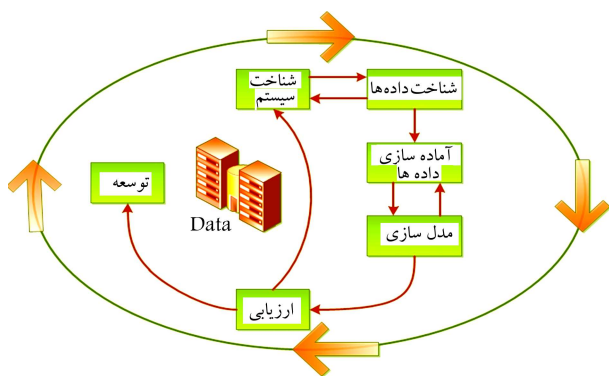 شناخت
سیستم
شناخت داده‌ها
آماده سازی
داده ها
مدل سازی
ارزیابی
توسعه
Data